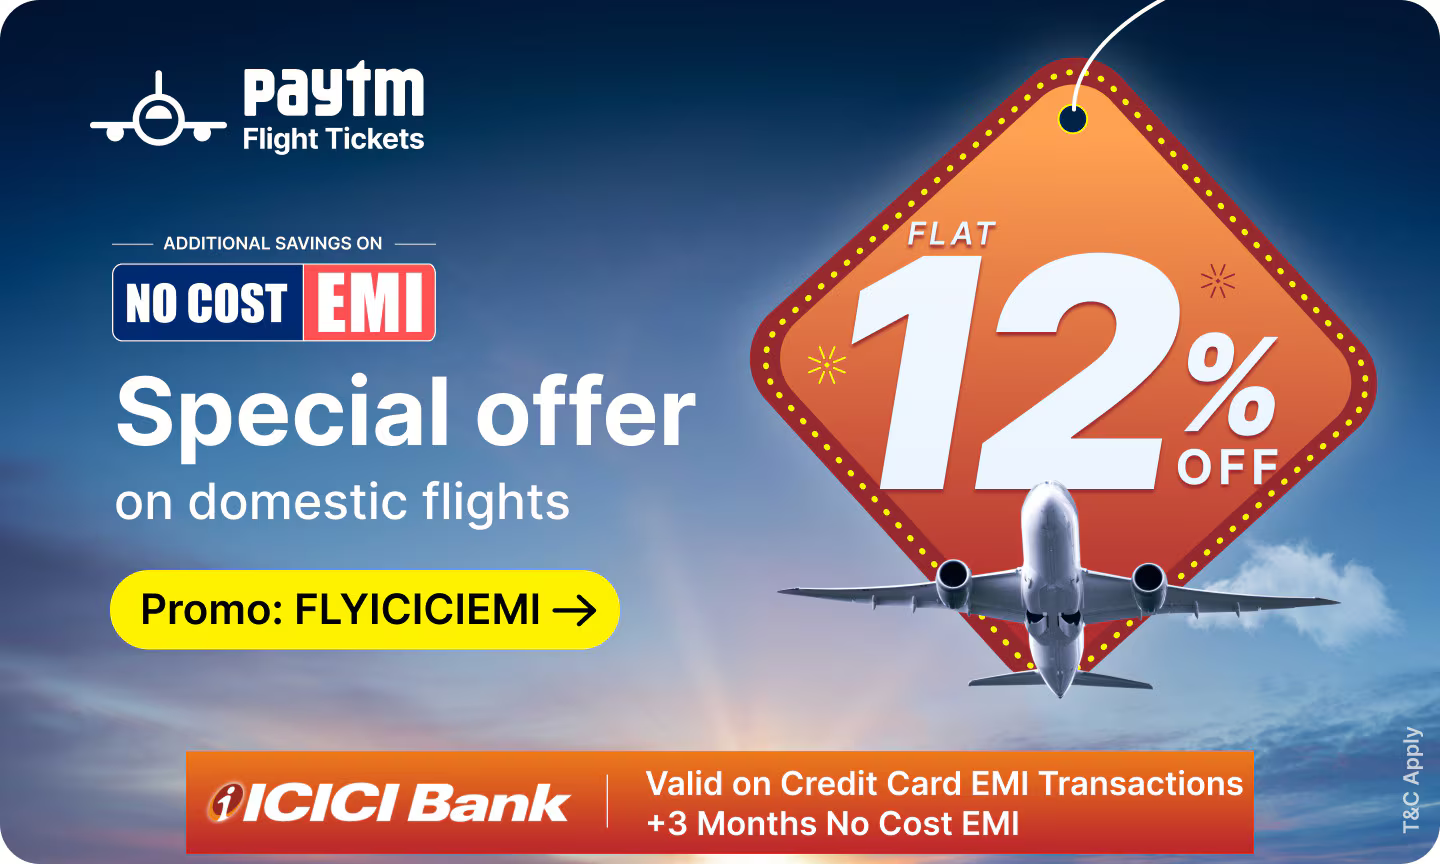 paytm
Flight Tickets
ADDITIONAL SAVINGS ON
NO COST EMI
Special offer
on domestic flights
Promo: FLYICICIEMI →
FLAT
12%
OFF
i ICICI Bank
Valid on Credit Card EMI Transactions
+3 Months No Cost EMI
T&C Apply